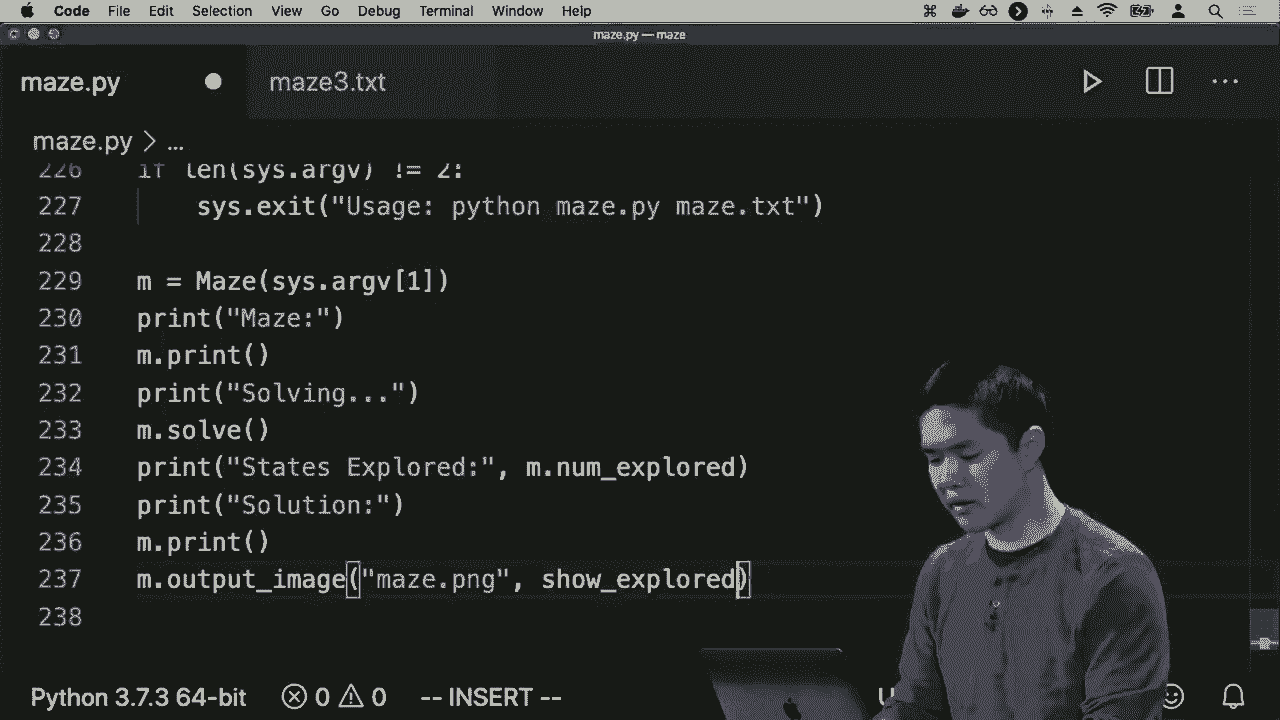 Code File Edit Selection View Go Debug Terminal Window Help
maze.py — maze
maze.py maze3.txt
maze.py > ...
226 if len(sys.argv) != 2:
227 sys.exit("Usage: python maze.py maze.txt")
228
229 m = Maze(sys.argv[1])
230 print("Maze:")
231 m.print()
232 print("Solving...")
233 m.solve()
234 print("States Explored:", m.num_explored)
235 print("Solution:")
236 m.print()
237 m.output_image("maze.png", show_explored)
238
Python 3.7.3 64-bit 0 0 -- INSERT --